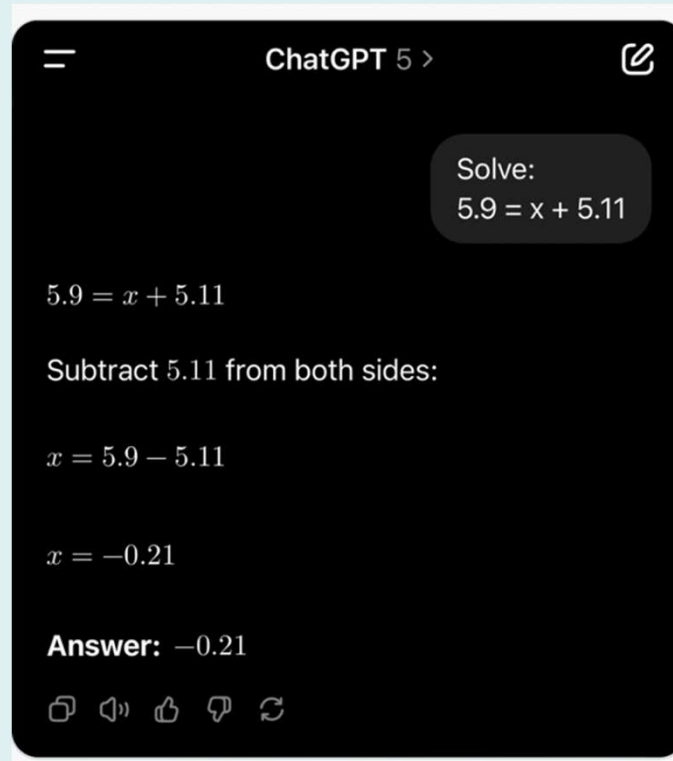 ChatGPT 5 >
Solve:
5.9 = x + 5.11
5.9 = x + 5.11
Subtract 5.11 from both sides:
x = 5.9 − 5.11
x = −0.21
Answer: −0.21